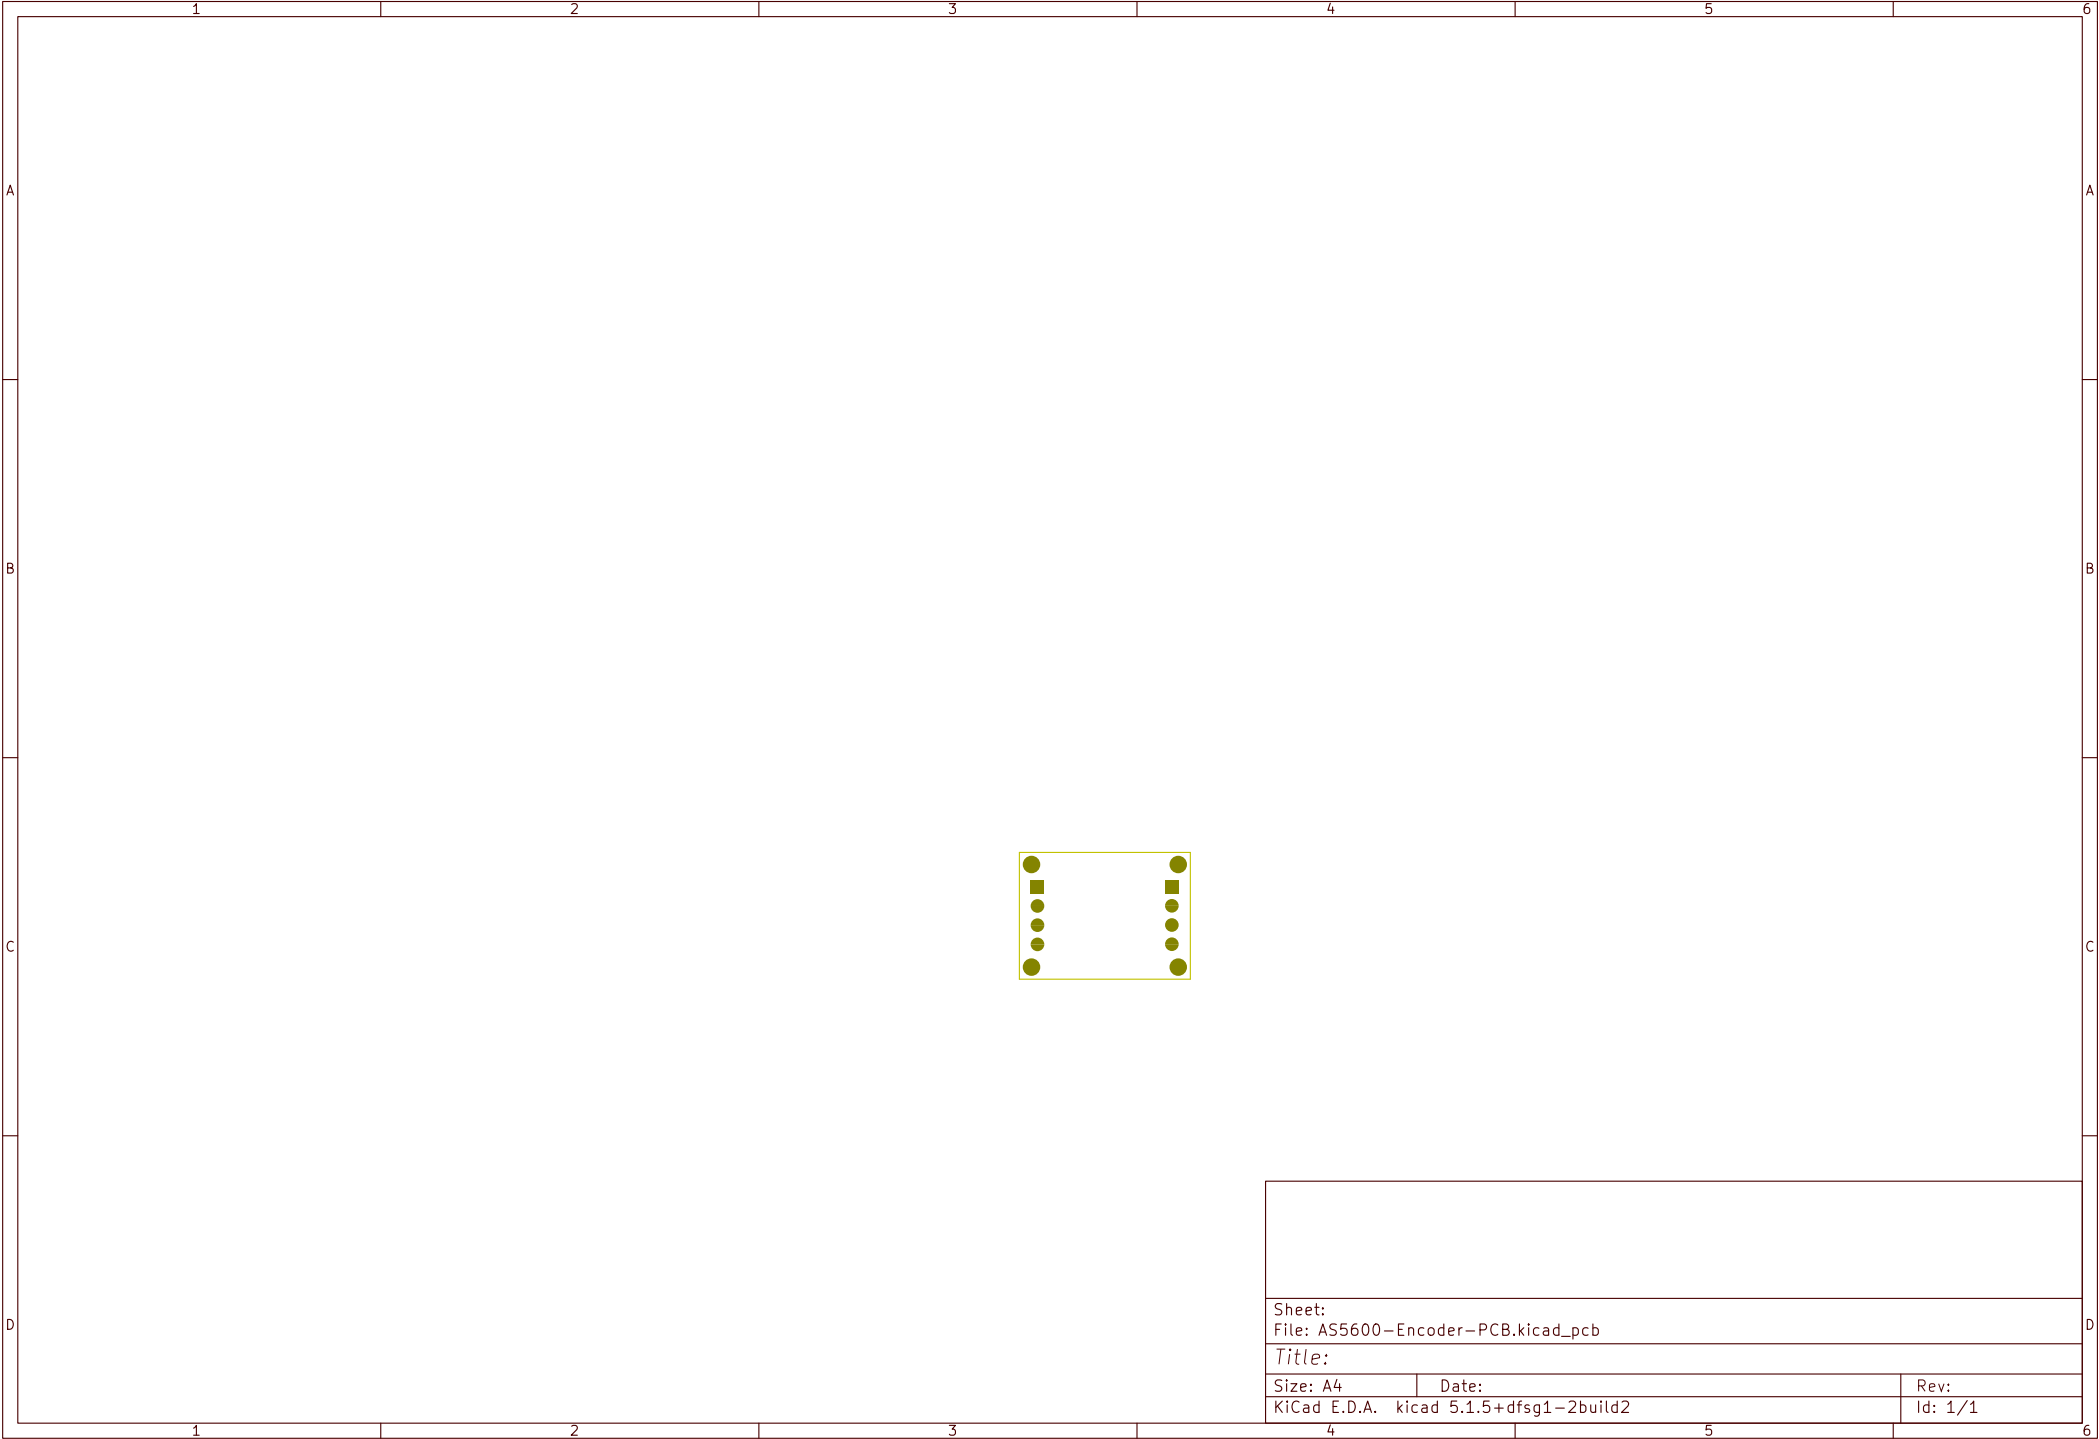 1 2 3 4 5 6
A A
B B
C C
Sheet:
File: AS5600-Encoder-PCB.kicad_pcb
D D
Title:
Size: A4 Date: Rev:
KiCad E.D.A. kicad 5.1.5+dfsg1-2build2 Id: 1/1
1 2 3 4 5 6